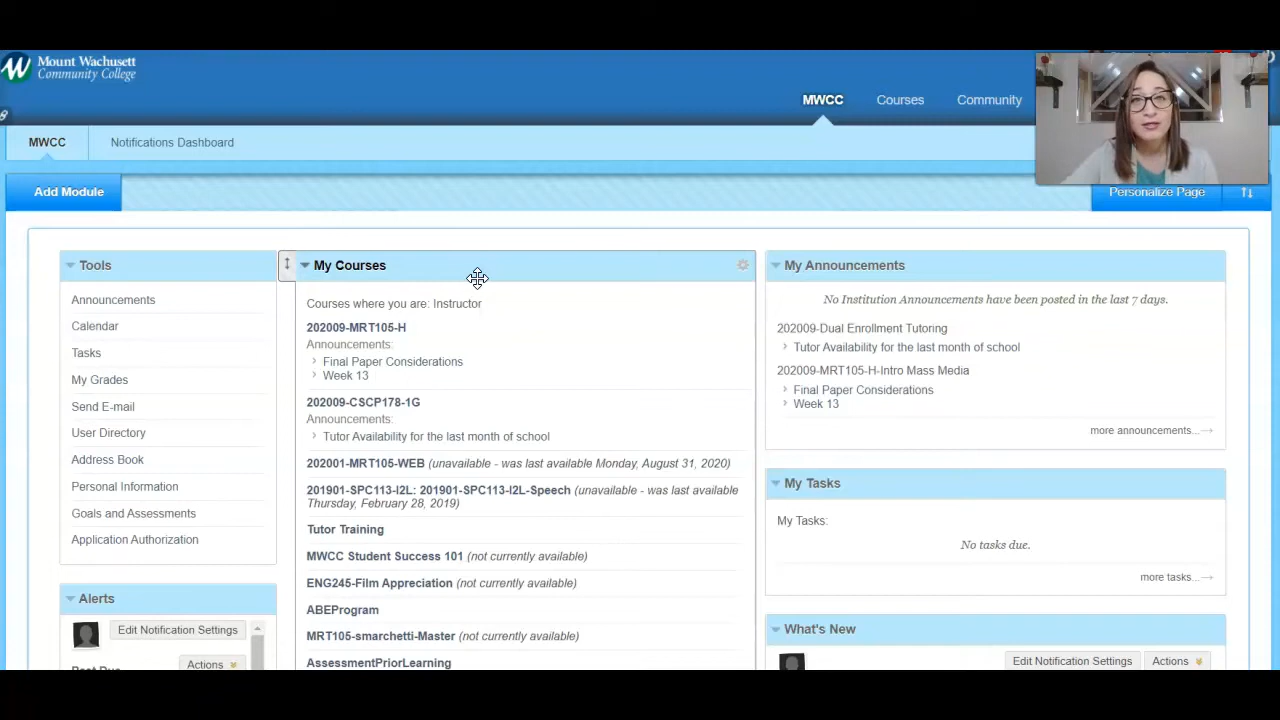 Mount Wachusett
Community College
MWCC
Courses
Community
MWCC
Notifications Dashboard
Add Module
Personalize Page
Tools
Announcements
Calendar
Tasks
My Grades
Send E-mail
User Directory
Address Book
Personal Information
Goals and Assessments
Application Authorization
Alerts
Edit Notification Settings
Actions
My Courses
Courses where you are: Instructor
202009-MRT105-H
Announcements:
Final Paper Considerations
Week 13
202009-CSCP178-1G
Announcements:
Tutor Availability for the last month of school
202001-MRT105-WEB (unavailable - was last available Monday, August 31, 2020)
201901-SPC113-I2L: 201901-SPC113-I2L-Speech (unavailable - was last available
Thursday, February 28, 2019)
Tutor Training
MWCC Student Success 101 (not currently available)
ENG245-Film Appreciation (not currently available)
ABEProgram
MRT105-smarchetti-Master (not currently available)
AssessmentPriorLearning
My Announcements
No Institution Announcements have been posted in the last 7 days.
202009-Dual Enrollment Tutoring
Tutor Availability for the last month of school
202009-MRT105-H-Intro Mass Media
Final Paper Considerations
Week 13
more announcements...
My Tasks
My Tasks:
No tasks due.
more tasks...
What's New
Edit Notification Settings
Actions